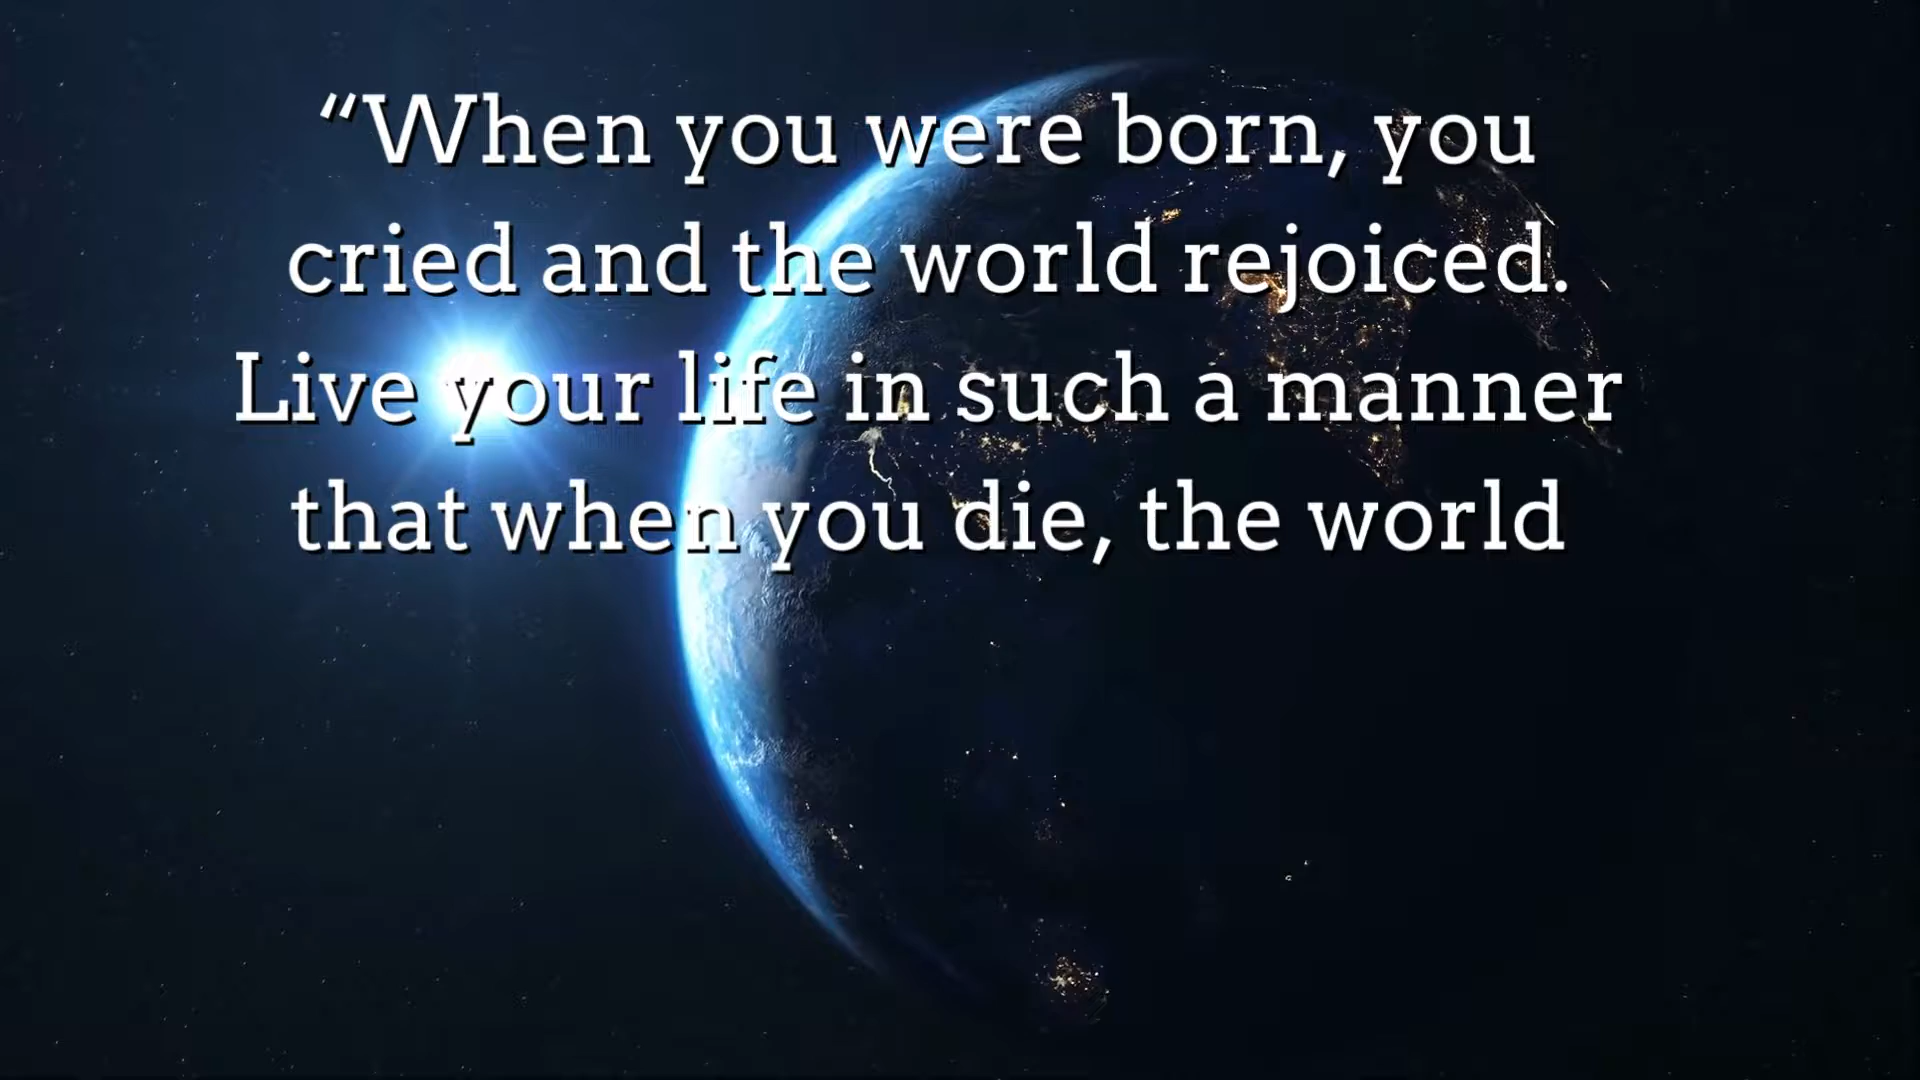 “When you were born, you
cried and the world rejoiced.
Live your life in such a manner
that when you die, the world